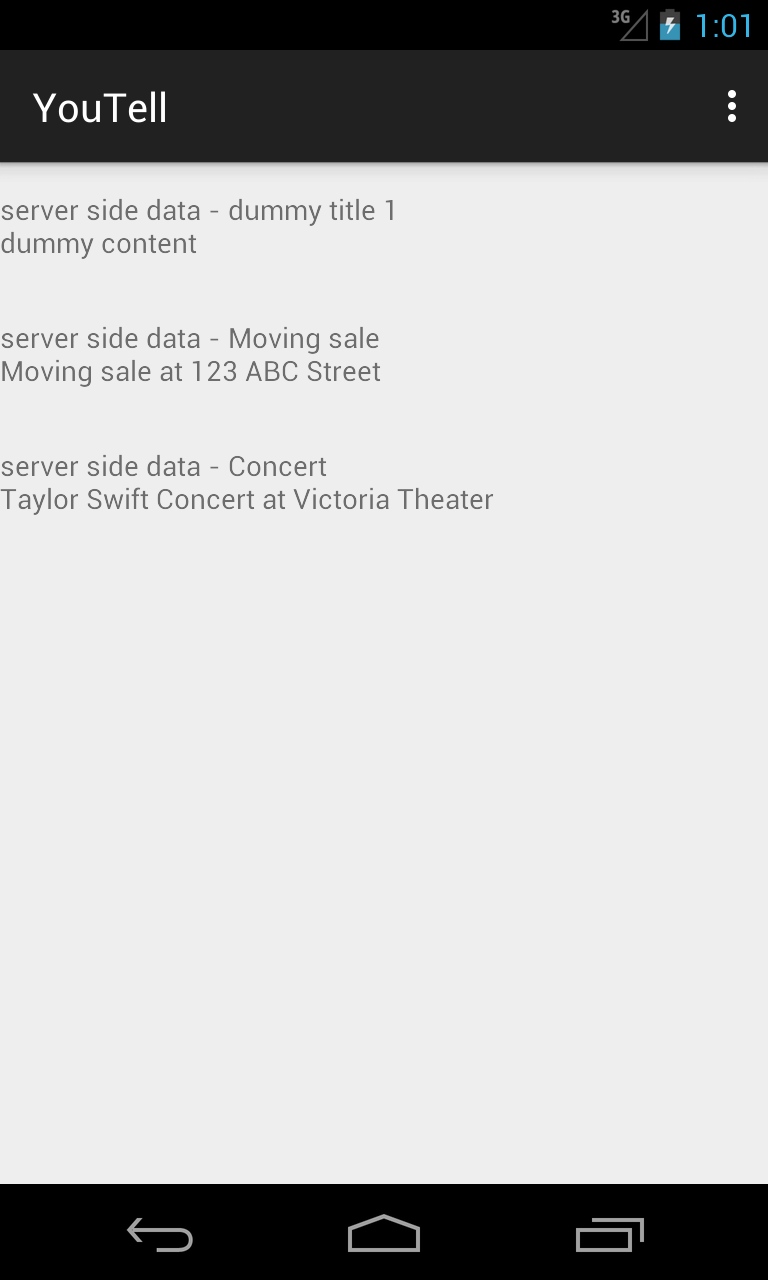 3G 1:01
YouTell
server side data - dummy title 1
dummy content
server side data - Moving sale
Moving sale at 123 ABC Street
server side data - Concert
Taylor Swift Concert at Victoria Theater